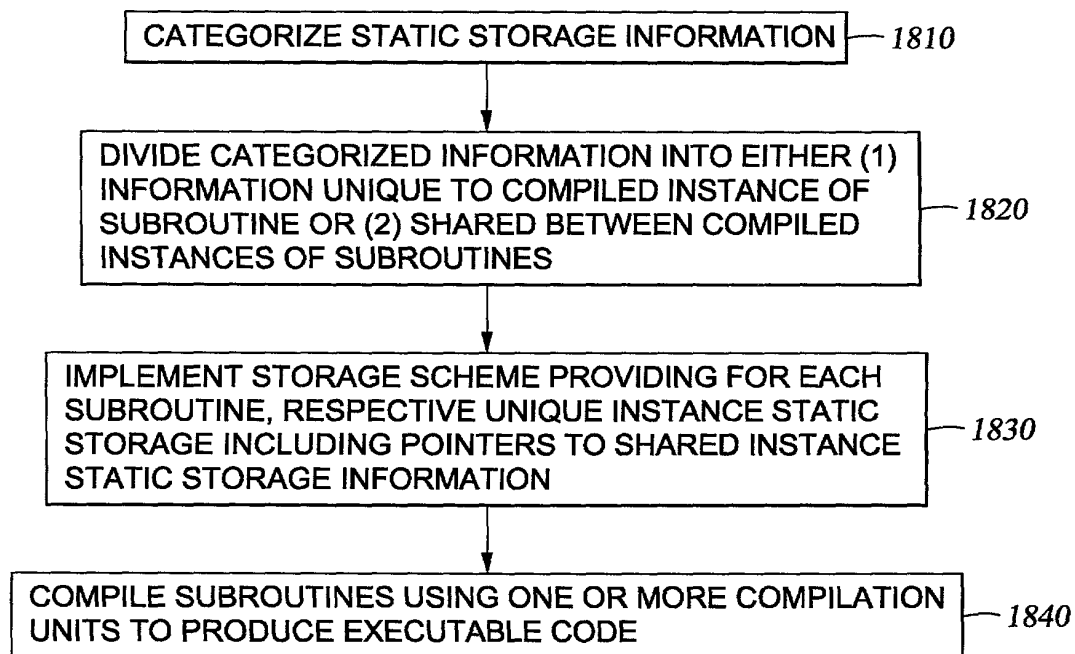 CATEGORIZE STATIC STORAGE INFORMATION
1810
DIVIDE CATEGORIZED INFORMATION INTO EITHER (1)
INFORMATION UNIQUE TO COMPILED INSTANCE OF
SUBROUTINE OR (2) SHARED BETWEEN COMPILED
INSTANCES OF SUBROUTINES
1820
IMPLEMENT STORAGE SCHEME PROVIDING FOR EACH
SUBROUTINE, RESPECTIVE UNIQUE INSTANCE STATIC
STORAGE INCLUDING POINTERS TO SHARED INSTANCE
STATIC STORAGE INFORMATION
1830
COMPILE SUBROUTINES USING ONE OR MORE COMPILATION
UNITS TO PRODUCE EXECUTABLE CODE
1840